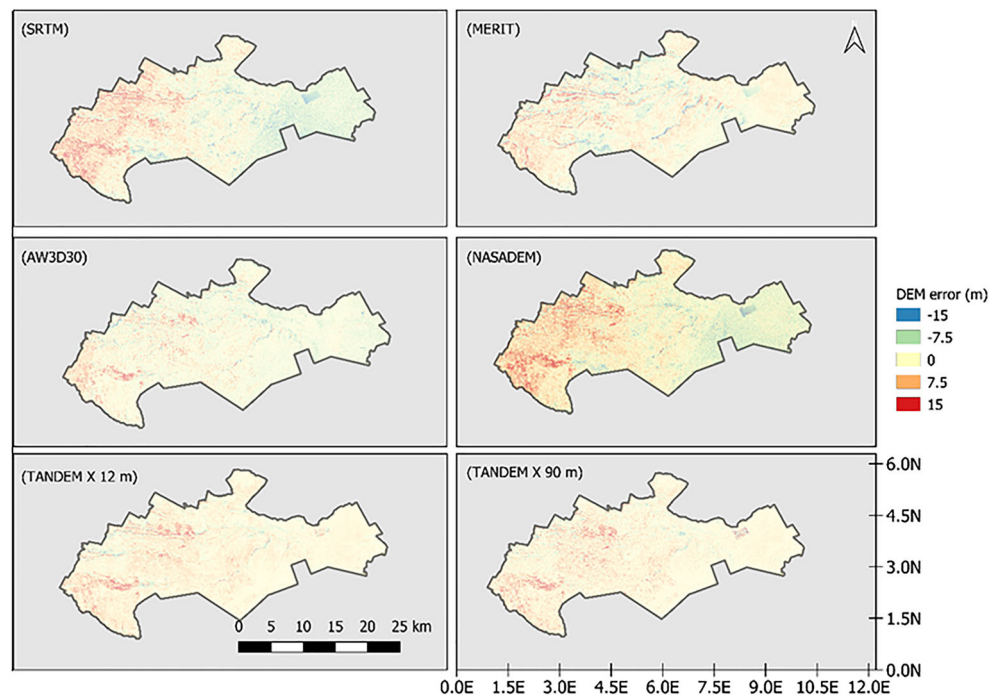 (SRTM)
(MERIT)
(AW3D30)
(NASADEM)
DEM error (m)
-15
-7.5
0
7.5
15
(TANDEM X 12 m)
(TANDEM X 90 m)
6.0N
4.5N
3.0N
1.5N
0.0N
0 5 10 15 20 25 km
0.0E 1.5E 3.0E 4.5E 6.0E 7.5E 9.0E 10.5E 12.0E